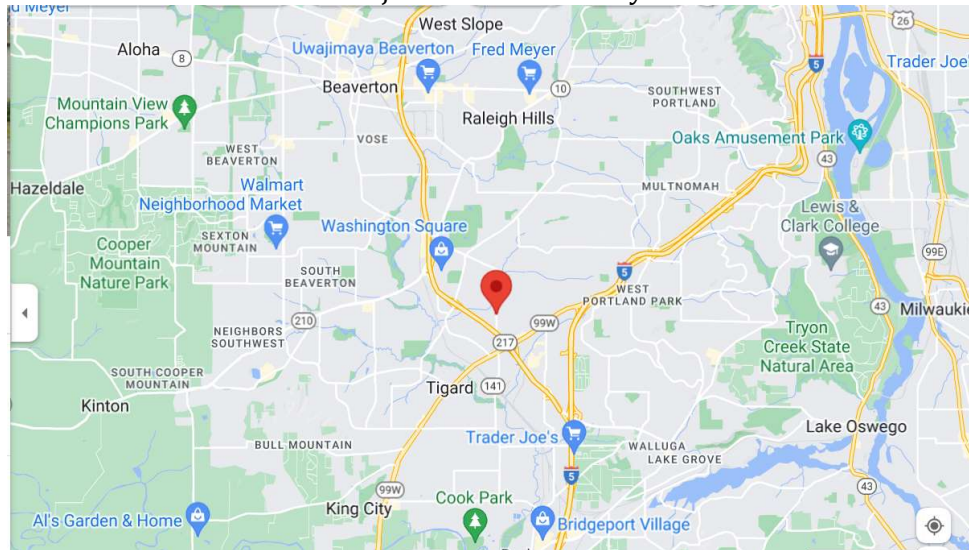 West Slope
26
Aloha
8
Uwajimaya Beaverton
Fred Meyer
5
Trader Joe's
Beaverton
10
SOUTHWEST
PORTLAND
Mountain View
Champions Park
Raleigh Hills
VOSE
Oaks Amusement Park
WEST
BEAVERTON
43
Hazeldale
Walmart
Neighborhood Market
MULTNOMAH
Lewis &
Clark College
Washington Square
SEXTON
MOUNTAIN
Cooper
Mountain
Nature Park
99E
SOUTH
BEAVERTON
5
WEST
PORTLAND PARK
43
Milwaukie
210
99W
NEIGHBORS
SOUTHWEST
217
Tryon
Creek State
Natural Area
SOUTH COOPER
MOUNTAIN
Tigard
141
Kinton
Lake Oswego
Trader Joe's
BULL MOUNTAIN
WALLUGA
LAKE GROVE
5
43
99W
Cook Park
King City
Al's Garden & Home
Bridgeport Village